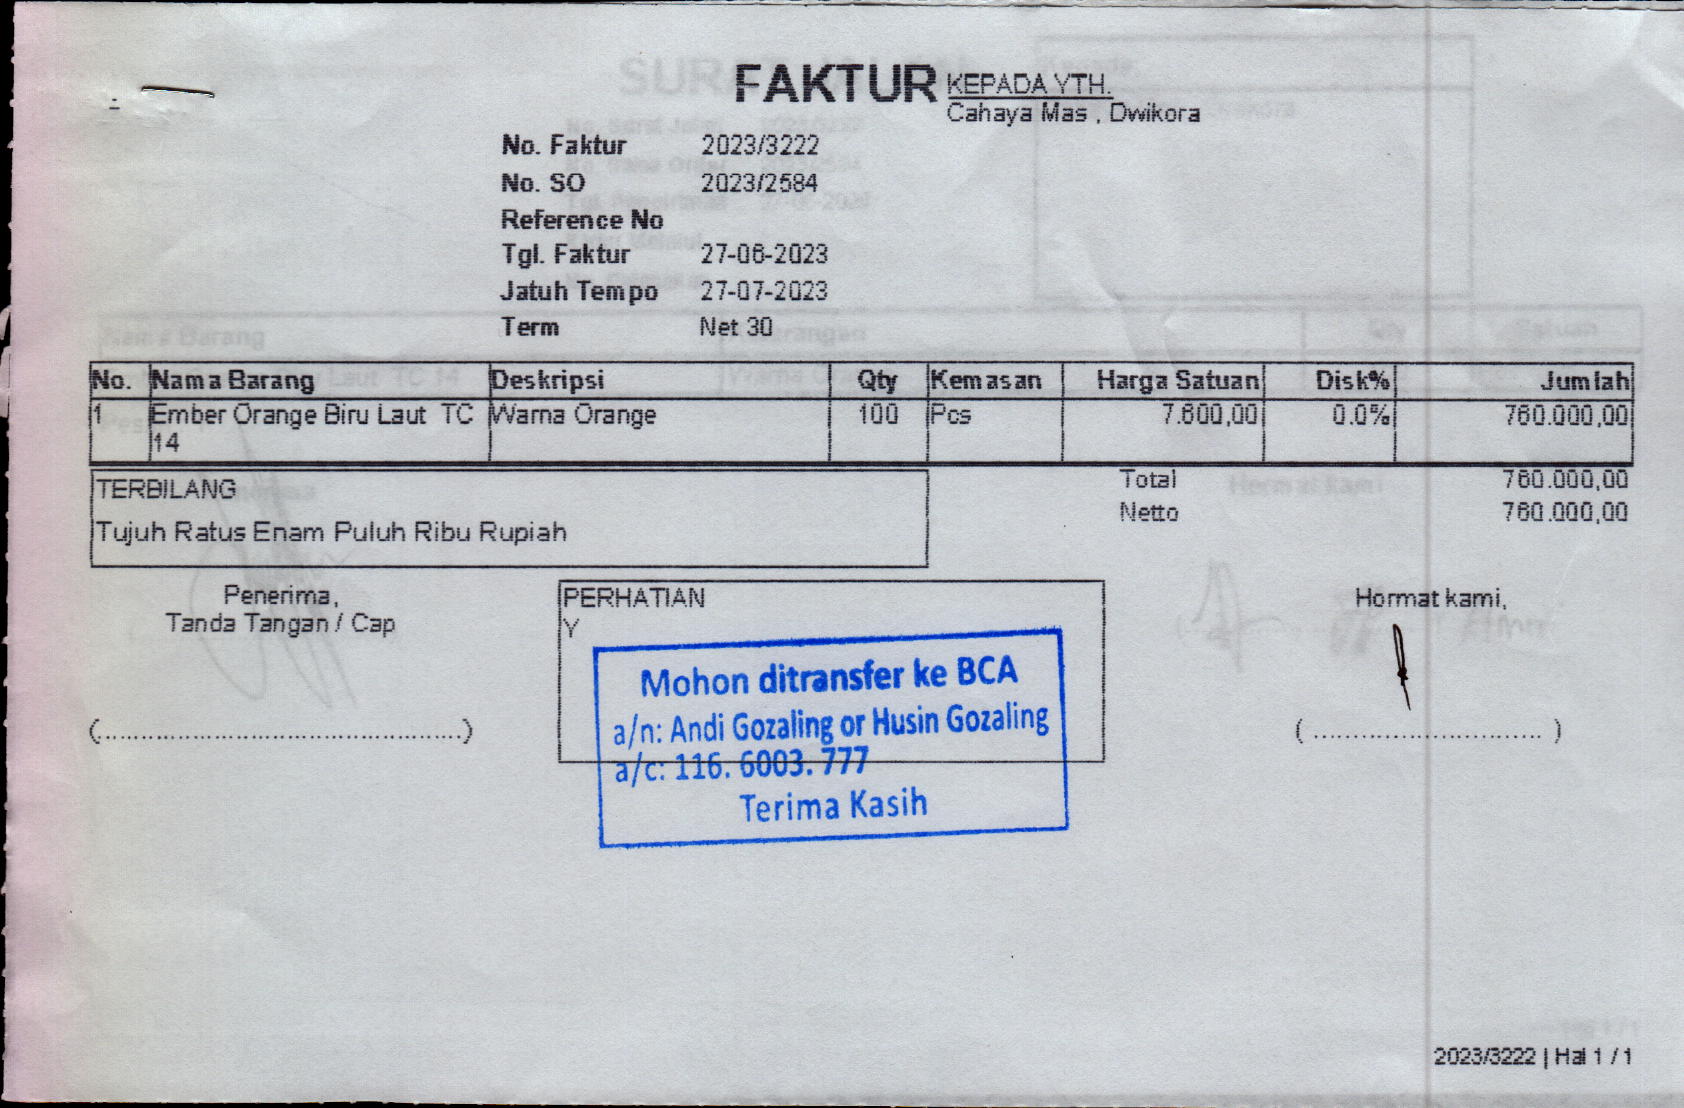 FAKTUR
KEPADA YTH.
Cahaya Mas , Dwikora
No. Faktur 2023/3222
No. SO 2023/2584
Reference No
Tgl. Faktur 27-06-2023
Jatuh Tempo 27-07-2023
Term Net 30
No. Nama Barang Deskripsi Qty Kemasan Harga Satuan Disk% Jumlah
1 Ember Orange Biru Laut TC Warna Orange 100 Pcs 7.600,00 0.0% 760.000,00
14
Total 760.000,00
Netto 760.000,00
TERBILANG
Tujuh Ratus Enam Puluh Ribu Rupiah
Penerima,
Tanda Tangan / Cap
(................................................)
PERHATIAN
Y
Mohon ditransfer ke BCA
a/n: Andi Gozaling or Husin Gozaling
a/c: 116. 6003. 777
Terima Kasih
Hormat kami,
( .............................. )
2023/3222 | Hal 1 / 1